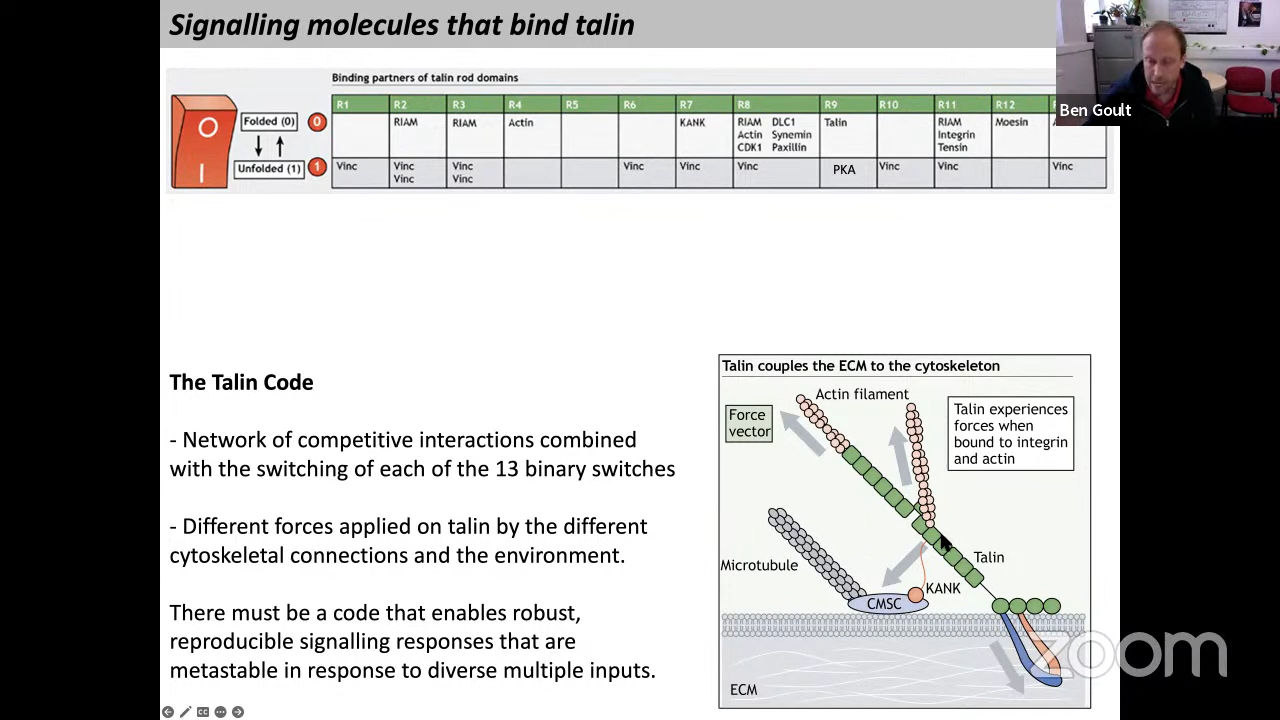 Signalling molecules that bind talin
Ben Goult
Binding partners of talin rod domains
R1 R2 R3 R4 R5 R6 R7 R8 R9 R10 R11 R12
Folded (0) 0 RIAM RIAM Actin KANK RIAM DLC1 Talin RIAM Moesin
Actin Synemin Integrin
CDK1 Paxillin Tensin
Unfolded (1) 1 Vinc Vinc Vinc Vinc Vinc Vinc PKA Vinc Vinc Vinc
Vinc Vinc
O
I
The Talin Code
- Network of competitive interactions combined
with the switching of each of the 13 binary switches
- Different forces applied on talin by the different
cytoskeletal connections and the environment.
There must be a code that enables robust,
reproducible signalling responses that are
metastable in response to diverse multiple inputs.
Talin couples the ECM to the cytoskeleton
Actin filament
Force
vector
Talin experiences
forces when
bound to integrin
and actin
Microtubule
Talin
KANK
CMSC
ECM
zoom
CC